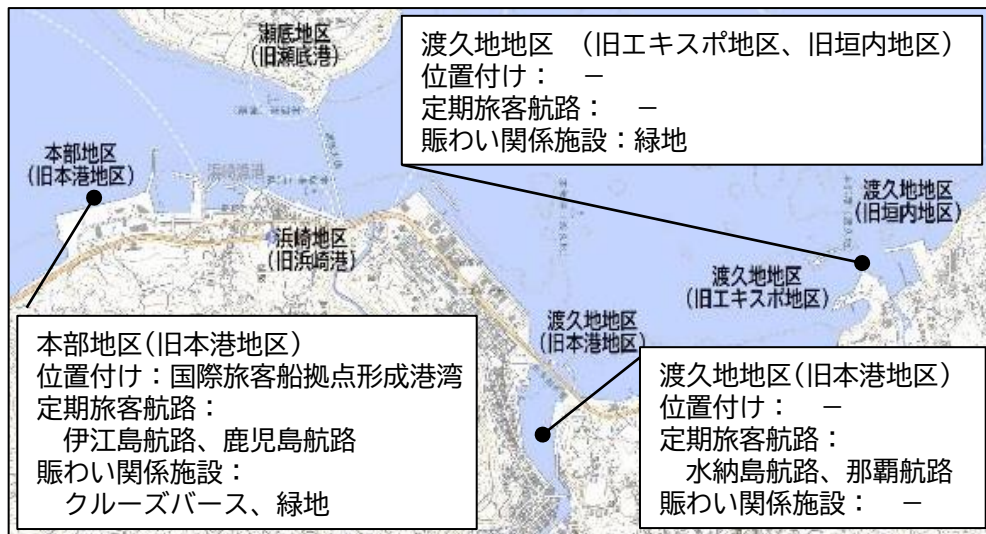 瀬底地区
(旧瀬底港)
渡久地地区 (旧エキスポ地区、旧垣内地区)
位置付け： －
定期旅客航路： －
賑わい関係施設：緑地
本部地区
(旧本港地区)
浜崎漁港
渡久地地区
(旧垣内地区)
浜崎地区
(旧浜崎港)
渡久地地区
(旧エキスポ地区)
渡久地地区
(旧本港地区)
本部地区(旧本港地区)
位置付け：国際旅客船拠点形成港湾
定期旅客航路：
伊江島航路、鹿児島航路
賑わい関係施設：
クルーズバース、緑地
渡久地地区(旧本港地区)
位置付け： －
定期旅客航路：
水納島航路、那覇航路
賑わい関係施設： －